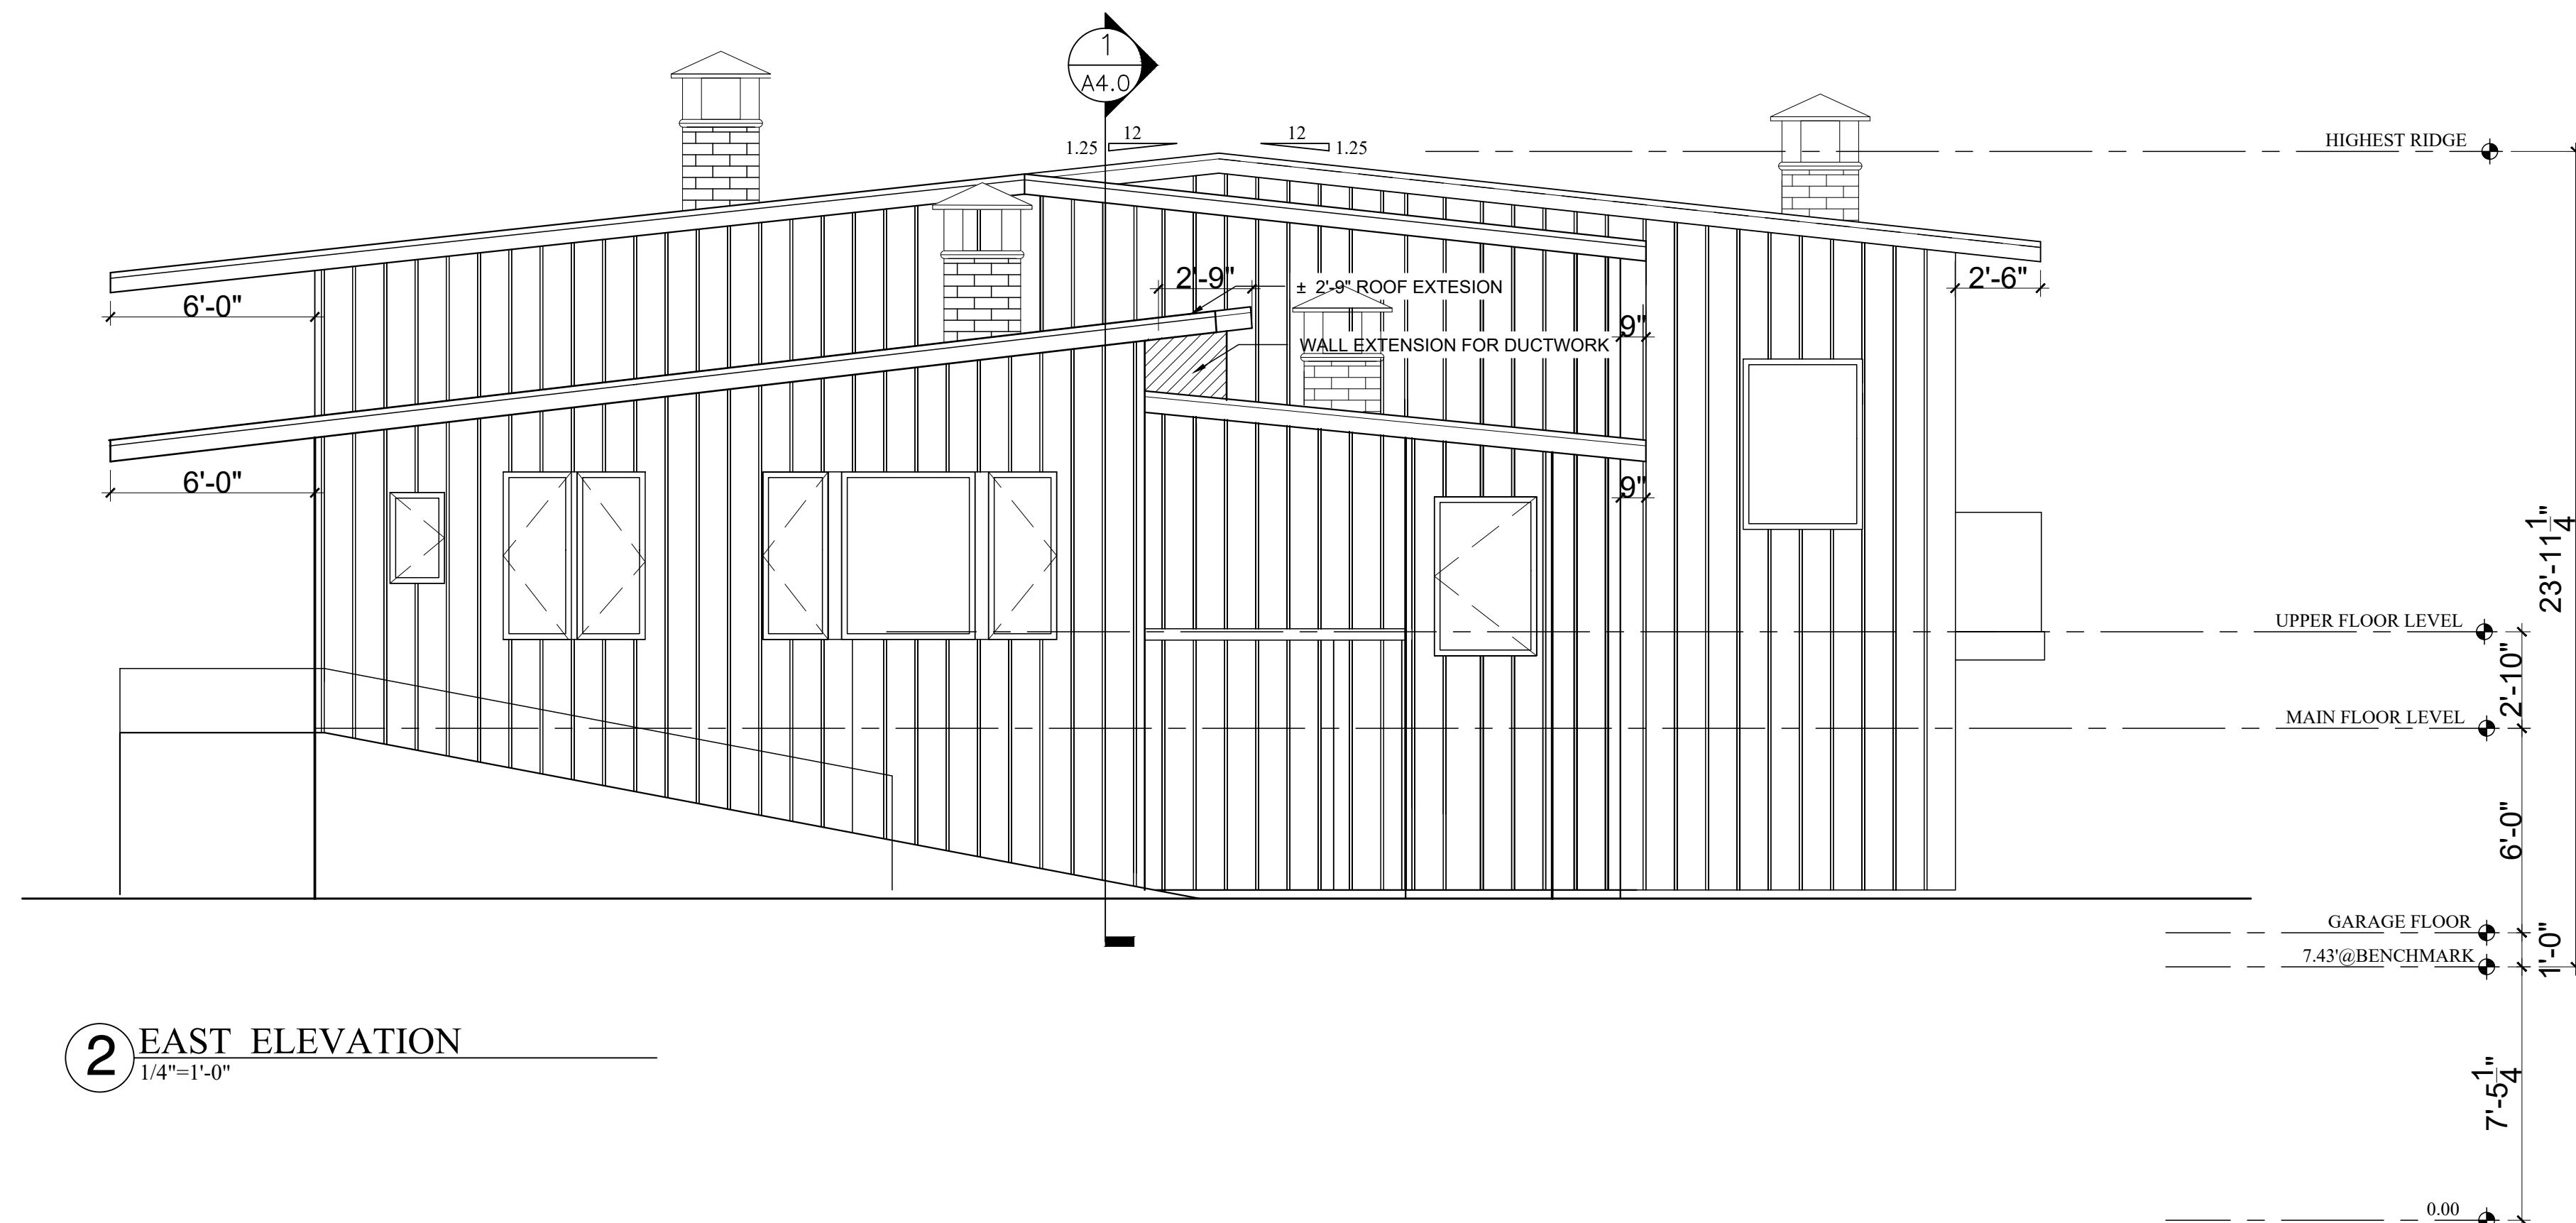 1
A4.0
12
1.25
12
1.25
HIGHEST RIDGE
6'-0"
2'-9"
± 2'-9" ROOF EXTESION
2'-6"
9"
WALL EXTENSION FOR DUCTWORK
6'-0"
9"
23'-11 1/4"
UPPER FLOOR LEVEL
2'-10"
MAIN FLOOR LEVEL
6'-0"
GARAGE FLOOR
1'-0"
7.43'@BENCHMARK
2
EAST ELEVATION
1/4"=1'-0"
7'-5 1/4"
0.00